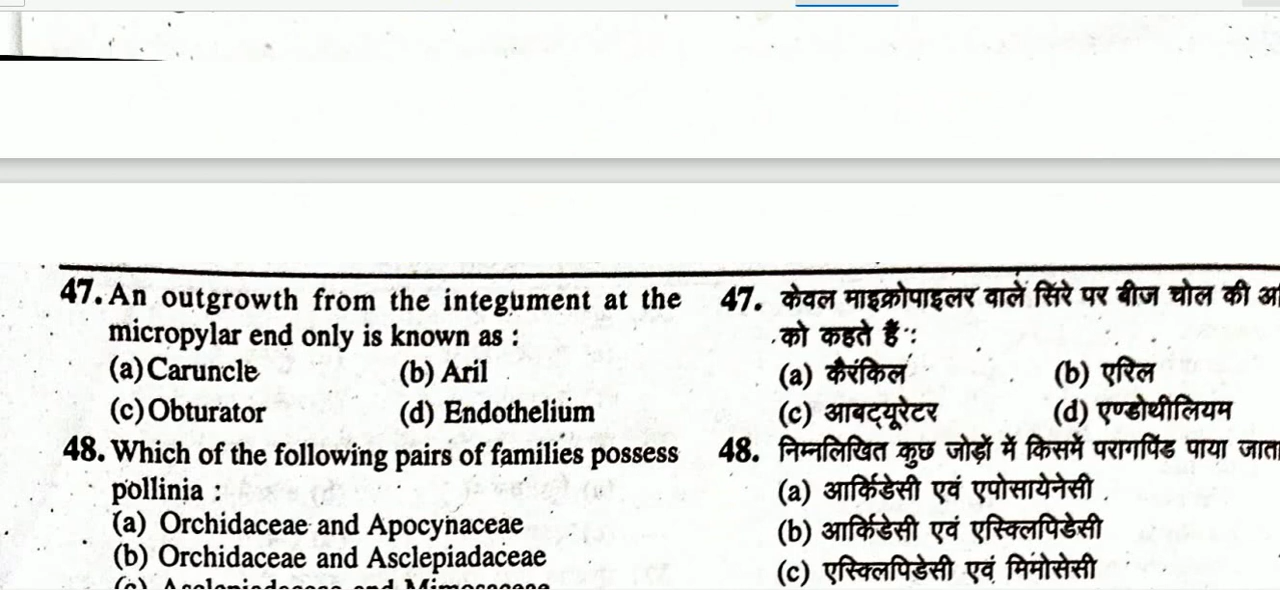 47. An outgrowth from the integument at the
micropylar end only is known as :
(a) Caruncle (b) Aril
(c) Obturator (d) Endothelium
48. Which of the following pairs of families possess
pollinia :
(a) Orchidaceae and Apocynaceae
(b) Orchidaceae and Asclepiadaceae
(c) Asclepiadaceae and Mimosaceae
47. केवल माइक्रोपाइलर वाले सिरे पर बीज चोल की
को कहते हैं :
(a) कैरंकिल (b) एरिल
(c) आबट्यूरेटर (d) एण्डोथीलियम
48. निम्नलिखित कुछ जोड़ों में किसमें परागपिंड पाया जाता
(a) आर्किडेसी एवं एपोसायेनेसी
(b) आर्किडेसी एवं एस्क्लिपिडेसी
(c) एस्क्लिपिडेसी एवं मिमोसेसी